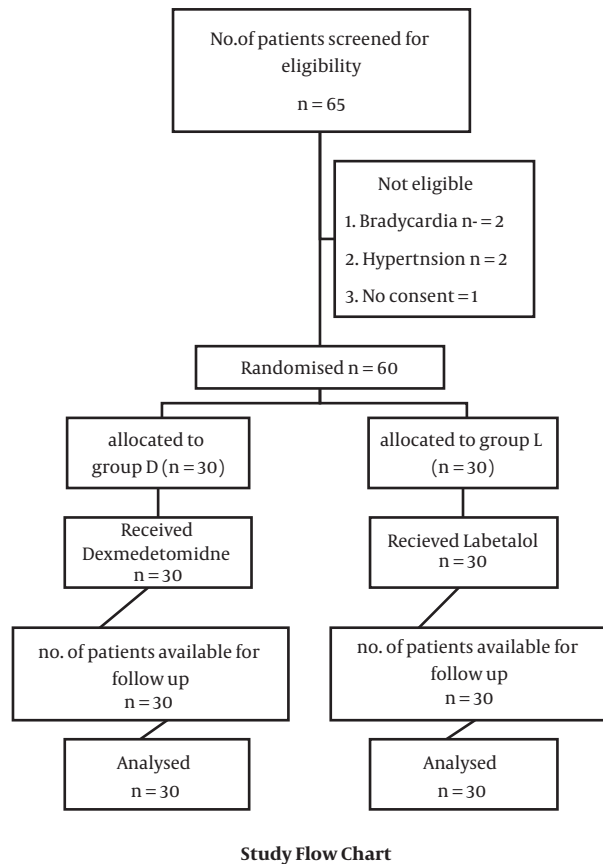 No.of patients screened for
eligibility
n = 65
Not eligible
1. Bradycardia n- = 2
2. Hypertnsion n = 2
3. No consent = 1
Randomised n = 60
allocated to
group D (n = 30)
allocated to group L
(n = 30)
Received
Dexmedetomidne
n = 30
Recieved Labetalol
n = 30
no. of patients available for
follow up
n = 30
no. of patients available for
follow up
n = 30
Analysed
n = 30
Analysed
n = 30
Study Flow Chart